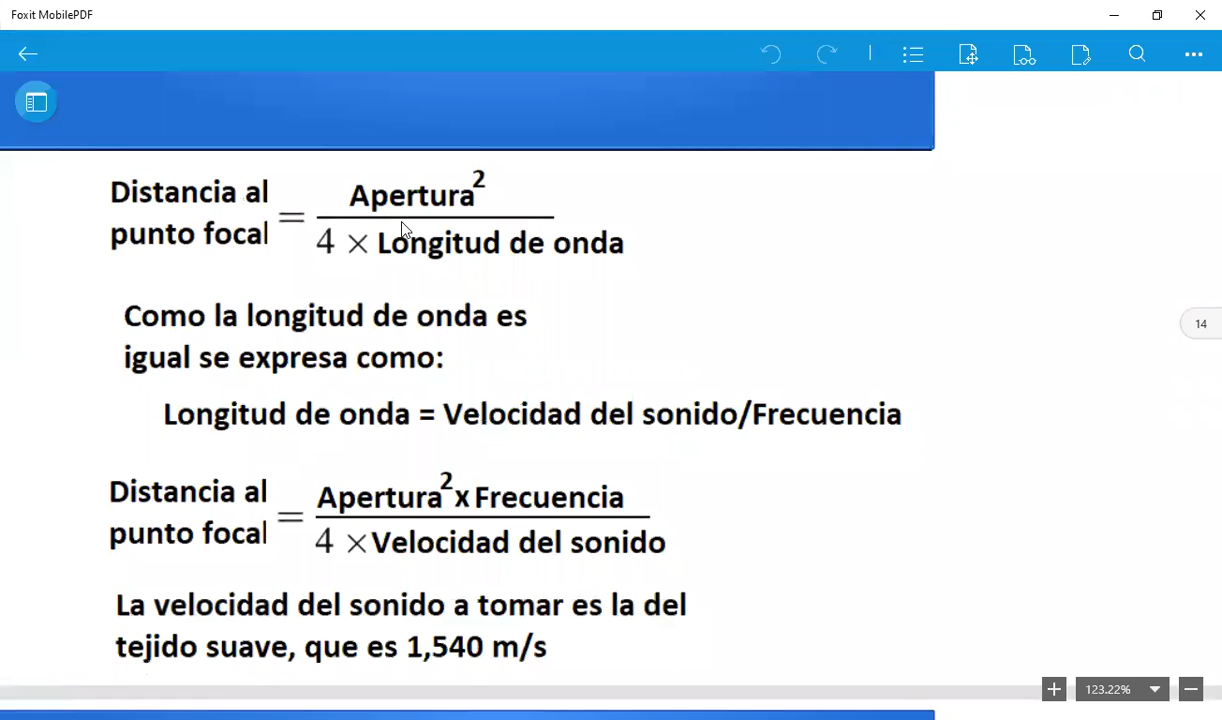 Foxit MobilePDF
Distancia al
punto focal
= Apertura²
4 × Longitud de onda
Como la longitud de onda es
igual se expresa como:
Longitud de onda = Velocidad del sonido/Frecuencia
Distancia al
punto focal
= Apertura² x Frecuencia
4 × Velocidad del sonido
La velocidad del sonido a tomar es la del
tejido suave, que es 1,540 m/s
14
123.22%